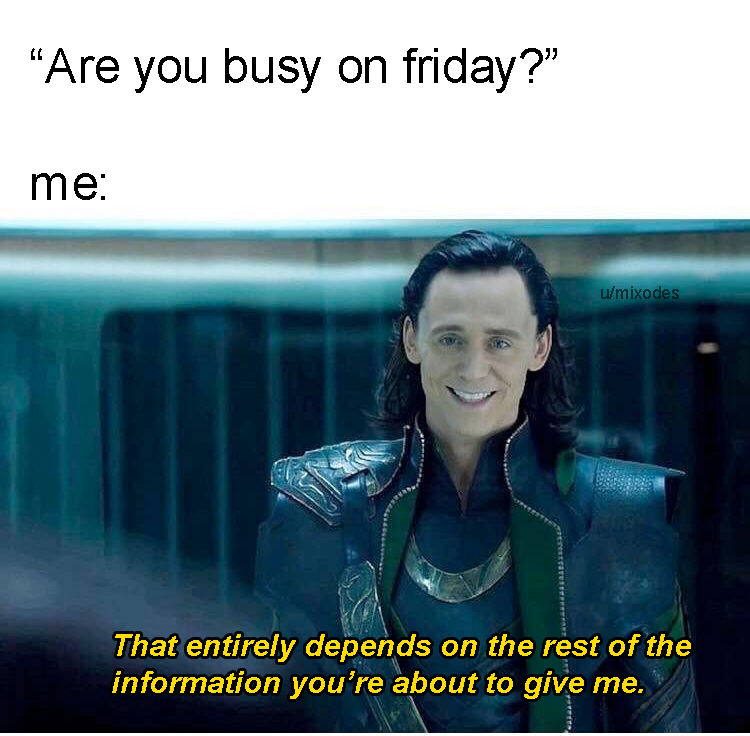 “Are you busy on friday?”
me:
u/mixodes
That entirely depends on the rest of the
information you’re about to give me.